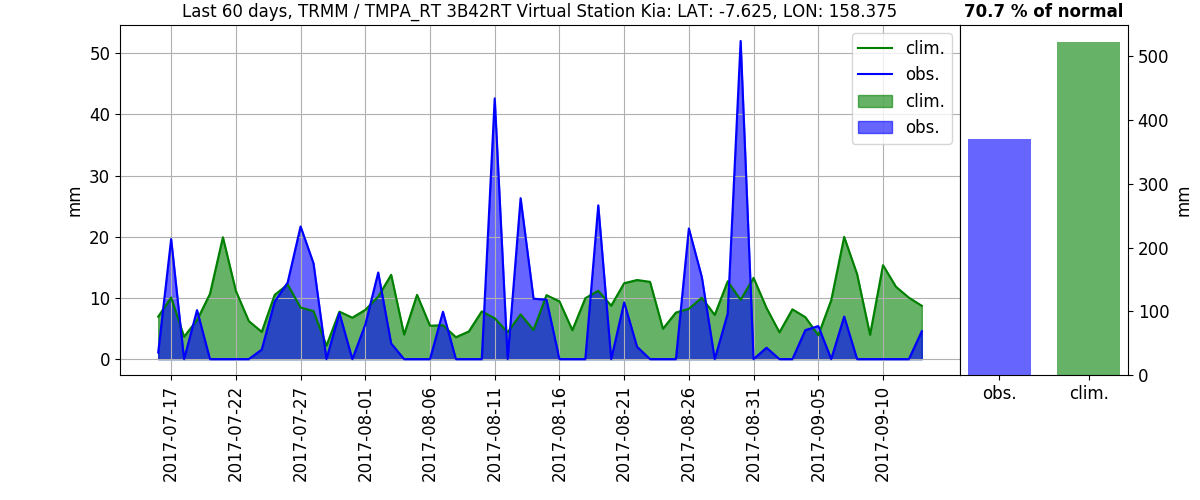 Last 60 days, TRMM / TMPA_RT 3B42RT Virtual Station Kia: LAT: -7.625, LON: 158.375
70.7 % of normal
clim.
obs.
clim.
obs.
50
40
30
20
10
0
mm
2017-07-17
2017-07-22
2017-07-27
2017-08-01
2017-08-06
2017-08-11
2017-08-16
2017-08-21
2017-08-26
2017-08-31
2017-09-05
2017-09-10
500
400
300
200
100
0
mm
obs.
clim.